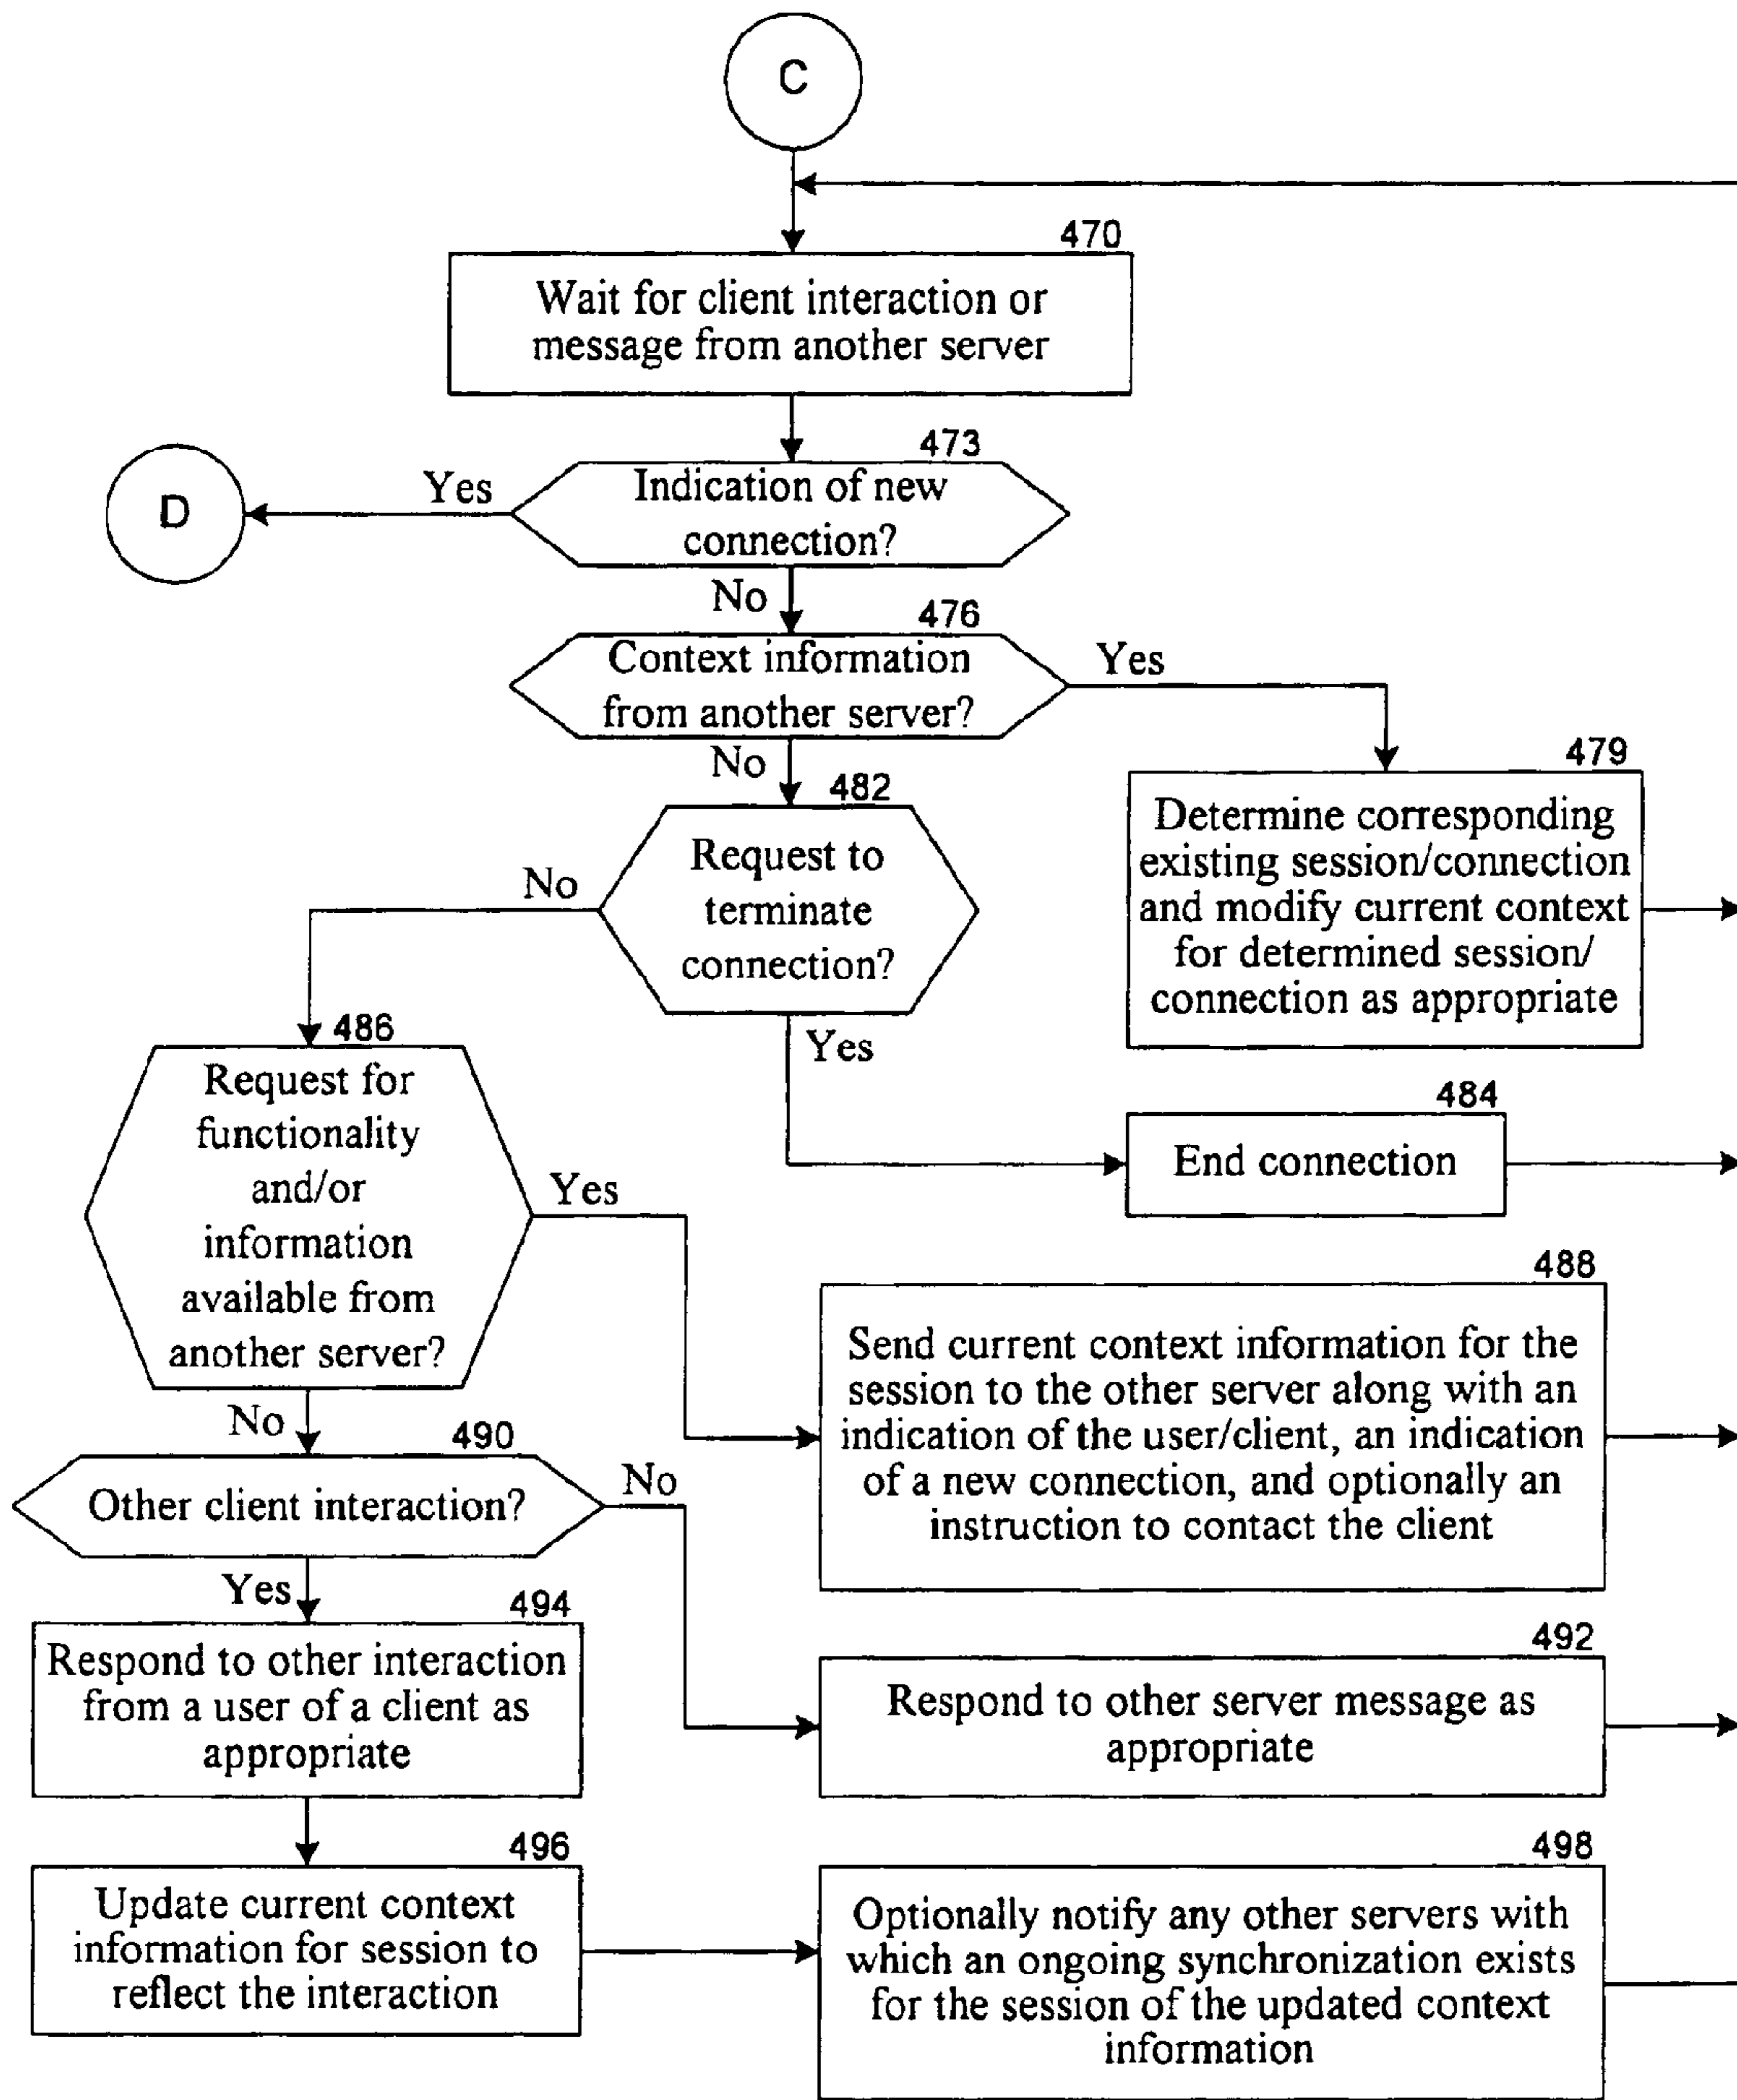 C
470
Wait for client interaction or
message from another server
473
Indication of new
connection?
Yes
D
No
476
Context information
from another server?
Yes
No
479
Determine corresponding
existing session/connection
and modify current context
for determined session/
connection as appropriate
482
Request to
terminate
connection?
No
Yes
484
End connection
486
Request for
functionality
and/or
information
available from
another server?
Yes
488
Send current context information for the
session to the other server along with an
indication of the user/client, an indication
of a new connection, and optionally an
instruction to contact the client
No
490
Other client interaction?
No
492
Respond to other server message as
appropriate
Yes
494
Respond to other interaction
from a user of a client as
appropriate
496
Update current context
information for session to
reflect the interaction
498
Optionally notify any other servers with
which an ongoing synchronization exists
for the session of the updated context
information